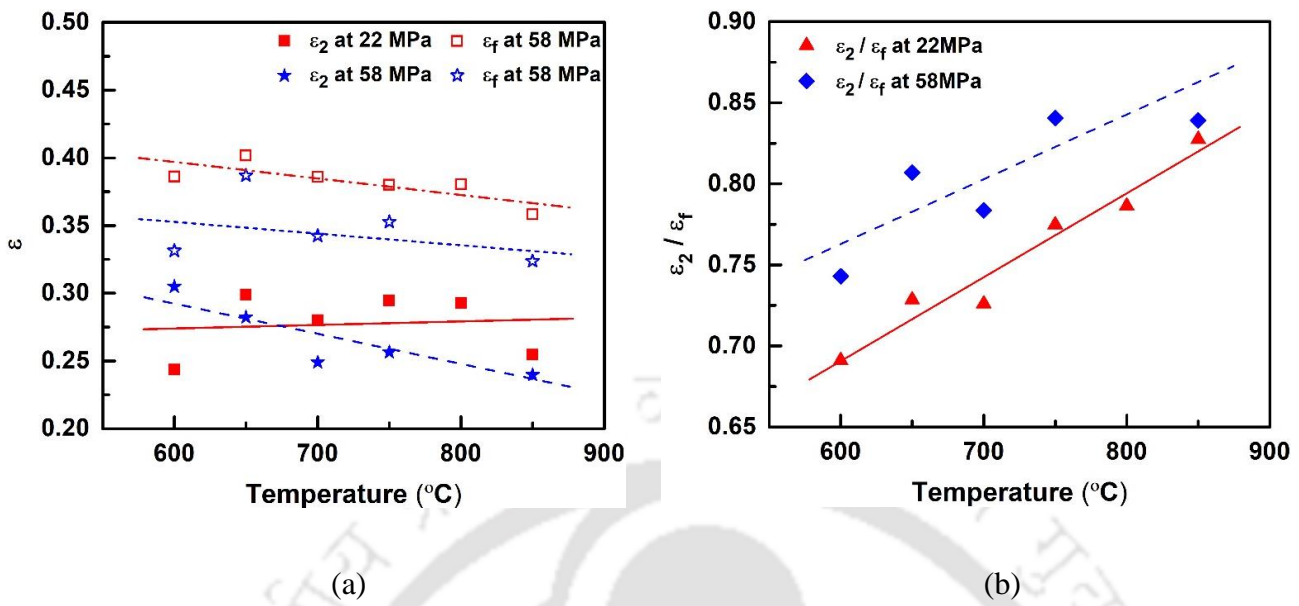 0.50
0.45
0.40
0.35
0.30
0.25
0.20
ε
ε2 at 22 MPa
εf at 58 MPa
ε2 at 58 MPa
εf at 58 MPa
600 700 800 900
Temperature (ºC)
(a)
0.90
0.85
0.80
0.75
0.70
0.65
ε2 / εf
ε2 / εf at 22MPa
ε2 / εf at 58MPa
600 700 800 900
Temperature (ºC)
(b)